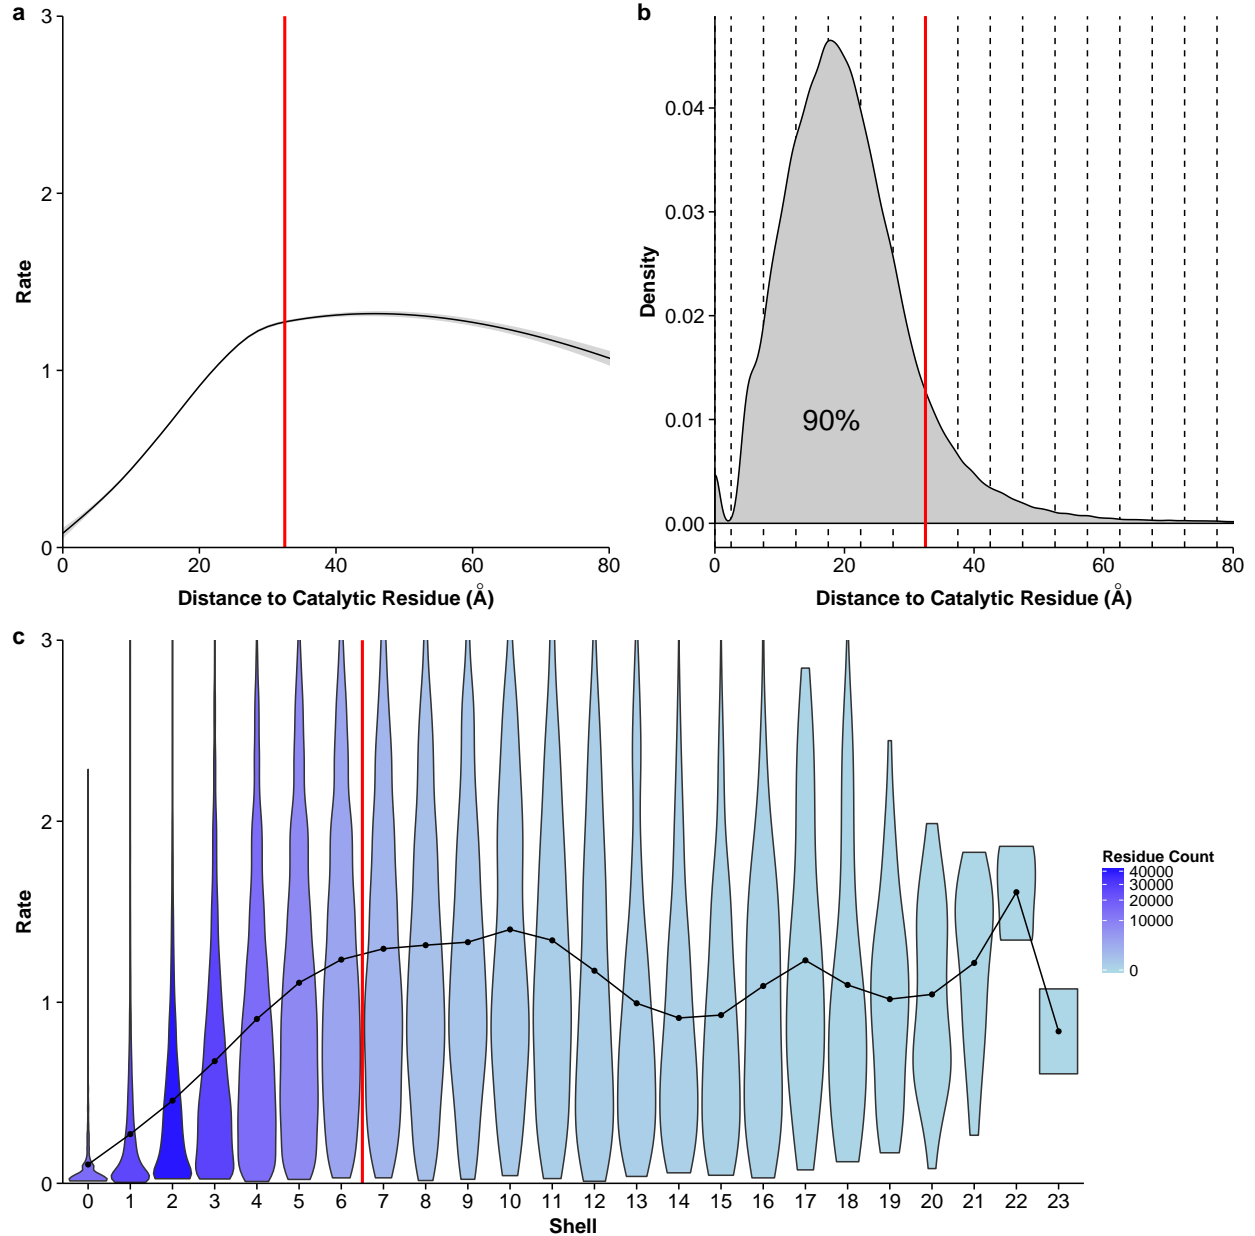 a
3
2
1
0
Rate
0 20 40 60 80
Distance to Catalytic Residue (Å)
b
0.04
0.03
0.02
0.01
0.00
Density
90%
0 20 40 60 80
Distance to Catalytic Residue (Å)
c
3
2
1
0
Rate
0 1 2 3 4 5 6 7 8 9 10 11 12 13 14 15 16 17 18 19 20 21 22 23
Shell
Residue Count
40000
30000
20000
10000
0